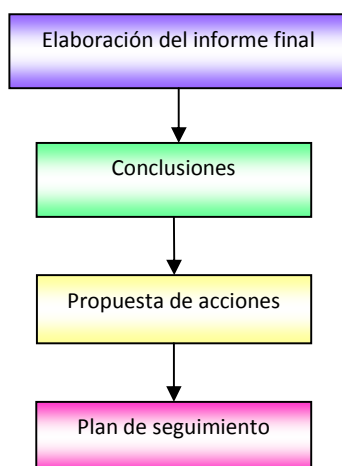 Elaboración del informe final
Conclusiones
Propuesta de acciones
Plan de seguimiento